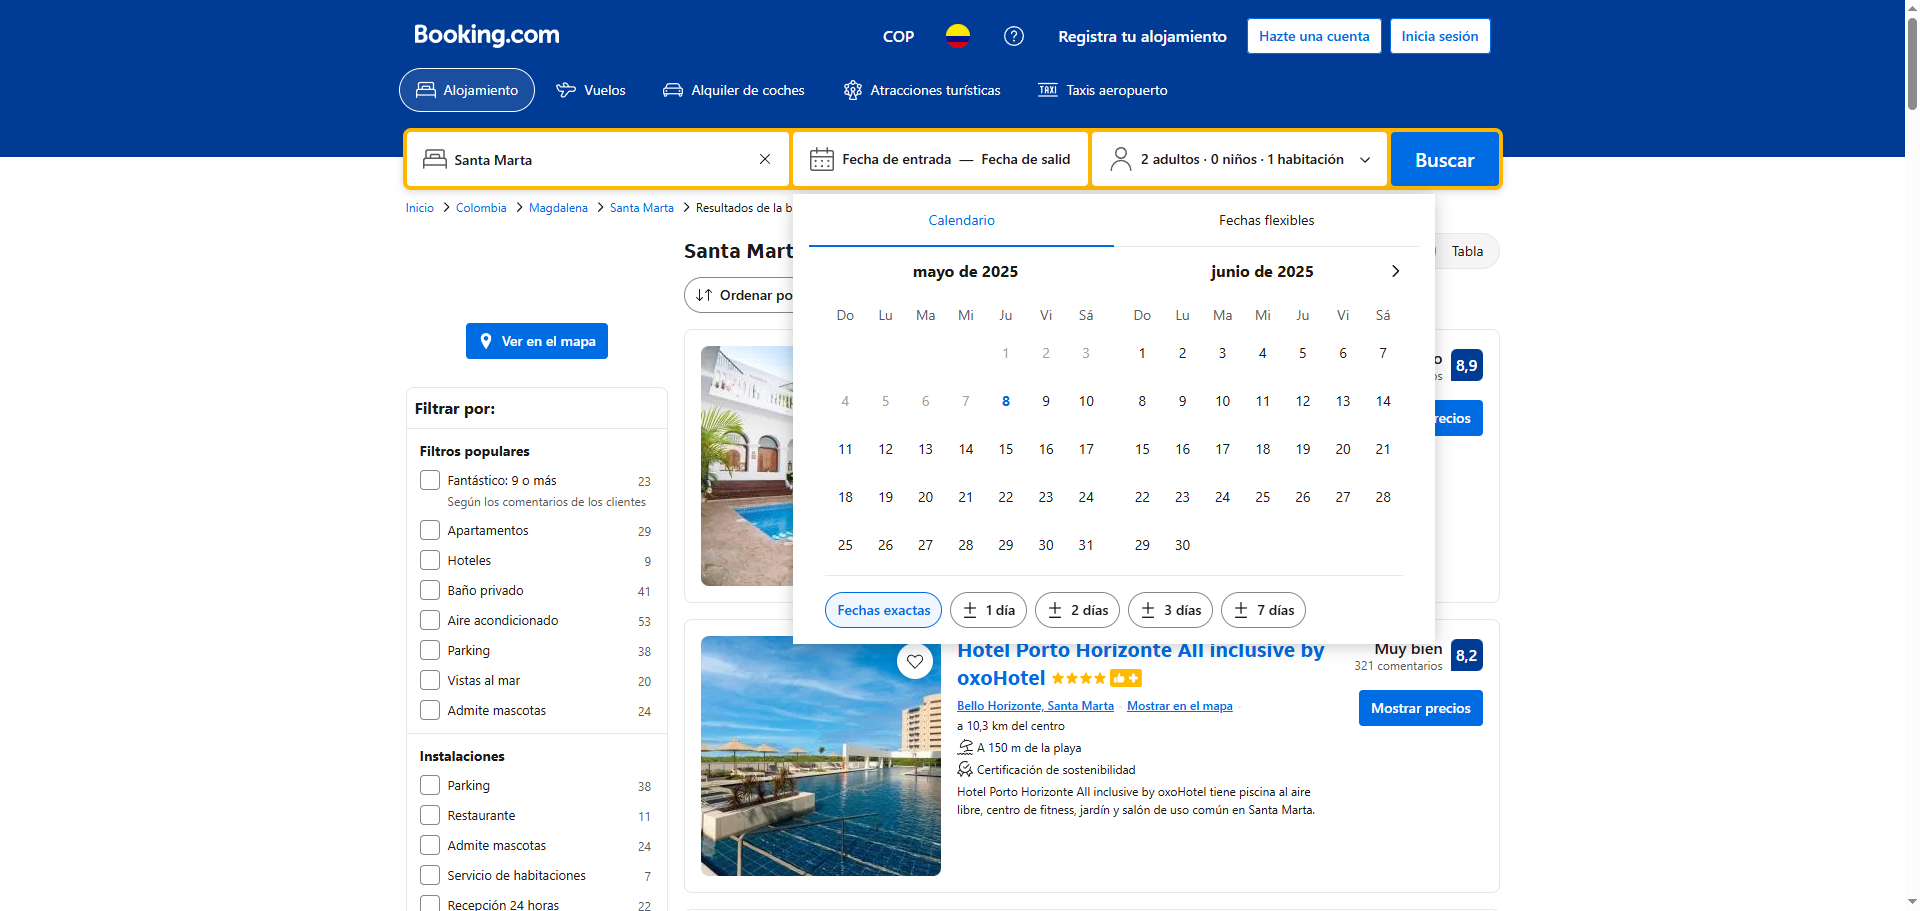 Booking.com
COP
Registra tu alojamiento
Hazte una cuenta
Inicia sesión
Alojamiento
Vuelos
Alquiler de coches
Atracciones turísticas
TAXI
Taxis aeropuerto
Santa Marta
Fecha de entrada — Fecha de salid
2 adultos · 0 niños · 1 habitación
Buscar
Inicio
Colombia
Magdalena
Santa Marta
Resultados de la b
Calendario
Fechas flexibles
Santa Mart
Tabla
Ordenar po
mayo de 2025
Do Lu Ma Mi Ju Vi Sá
1 2 3
4 5 6 7 8 9 10
11 12 13 14 15 16 17
18 19 20 21 22 23 24
25 26 27 28 29 30 31
junio de 2025
Do Lu Ma Mi Ju Vi Sá
1 2 3 4 5 6 7
8 9 10 11 12 13 14
15 16 17 18 19 20 21
22 23 24 25 26 27 28
29 30
Fechas exactas
1 día
2 días
3 días
7 días
Ver en el mapa
Filtrar por:
Filtros populares
Fantástico: 9 o más 23
Según los comentarios de los clientes
Apartamentos 29
Hoteles 9
Baño privado 41
Aire acondicionado 53
Parking 38
Vistas al mar 20
Admite mascotas 24
Instalaciones
Parking 38
Restaurante 11
Admite mascotas 24
Servicio de habitaciones 7
Recepción 24 horas 22
o
os
8,9
recios
Hotel Porto Horizonte All inclusive by
oxoHotel
Bello Horizonte, Santa Marta
Mostrar en el mapa
a 10,3 km del centro
A 150 m de la playa
Certificación de sostenibilidad
Hotel Porto Horizonte All inclusive by oxoHotel tiene piscina al aire
libre, centro de fitness, jardín y salón de uso común en Santa Marta.
Muy bien
321 comentarios
8,2
Mostrar precios